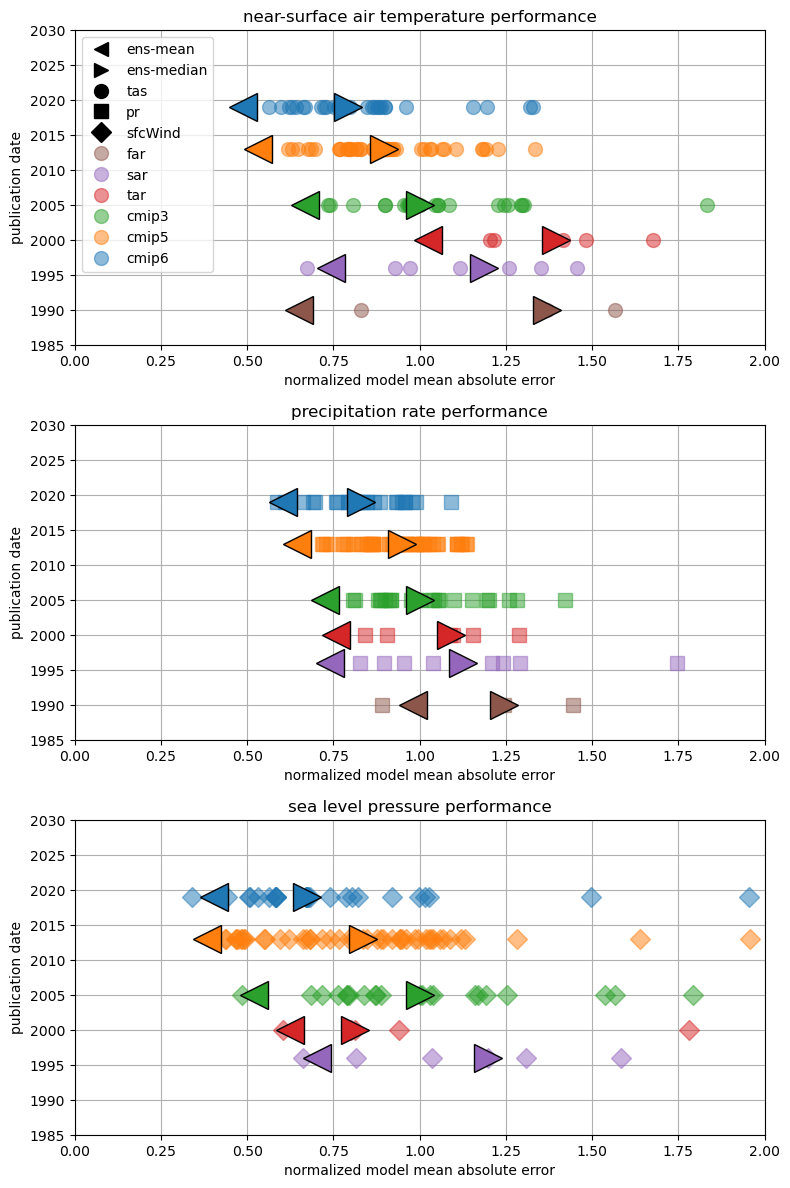 near-surface air temperature performance
2030
2025
2020
2015
2010
2005
2000
1995
1990
1985
publication date
ens-mean
ens-median
tas
pr
sfcWind
far
sar
tar
cmip3
cmip5
cmip6
0.00 0.25 0.50 0.75 1.00 1.25 1.50 1.75 2.00
normalized model mean absolute error
precipitation rate performance
2030
2025
2020
2015
2010
2005
2000
1995
1990
1985
publication date
0.00 0.25 0.50 0.75 1.00 1.25 1.50 1.75 2.00
normalized model mean absolute error
sea level pressure performance
2030
2025
2020
2015
2010
2005
2000
1995
1990
1985
publication date
0.00 0.25 0.50 0.75 1.00 1.25 1.50 1.75 2.00
normalized model mean absolute error